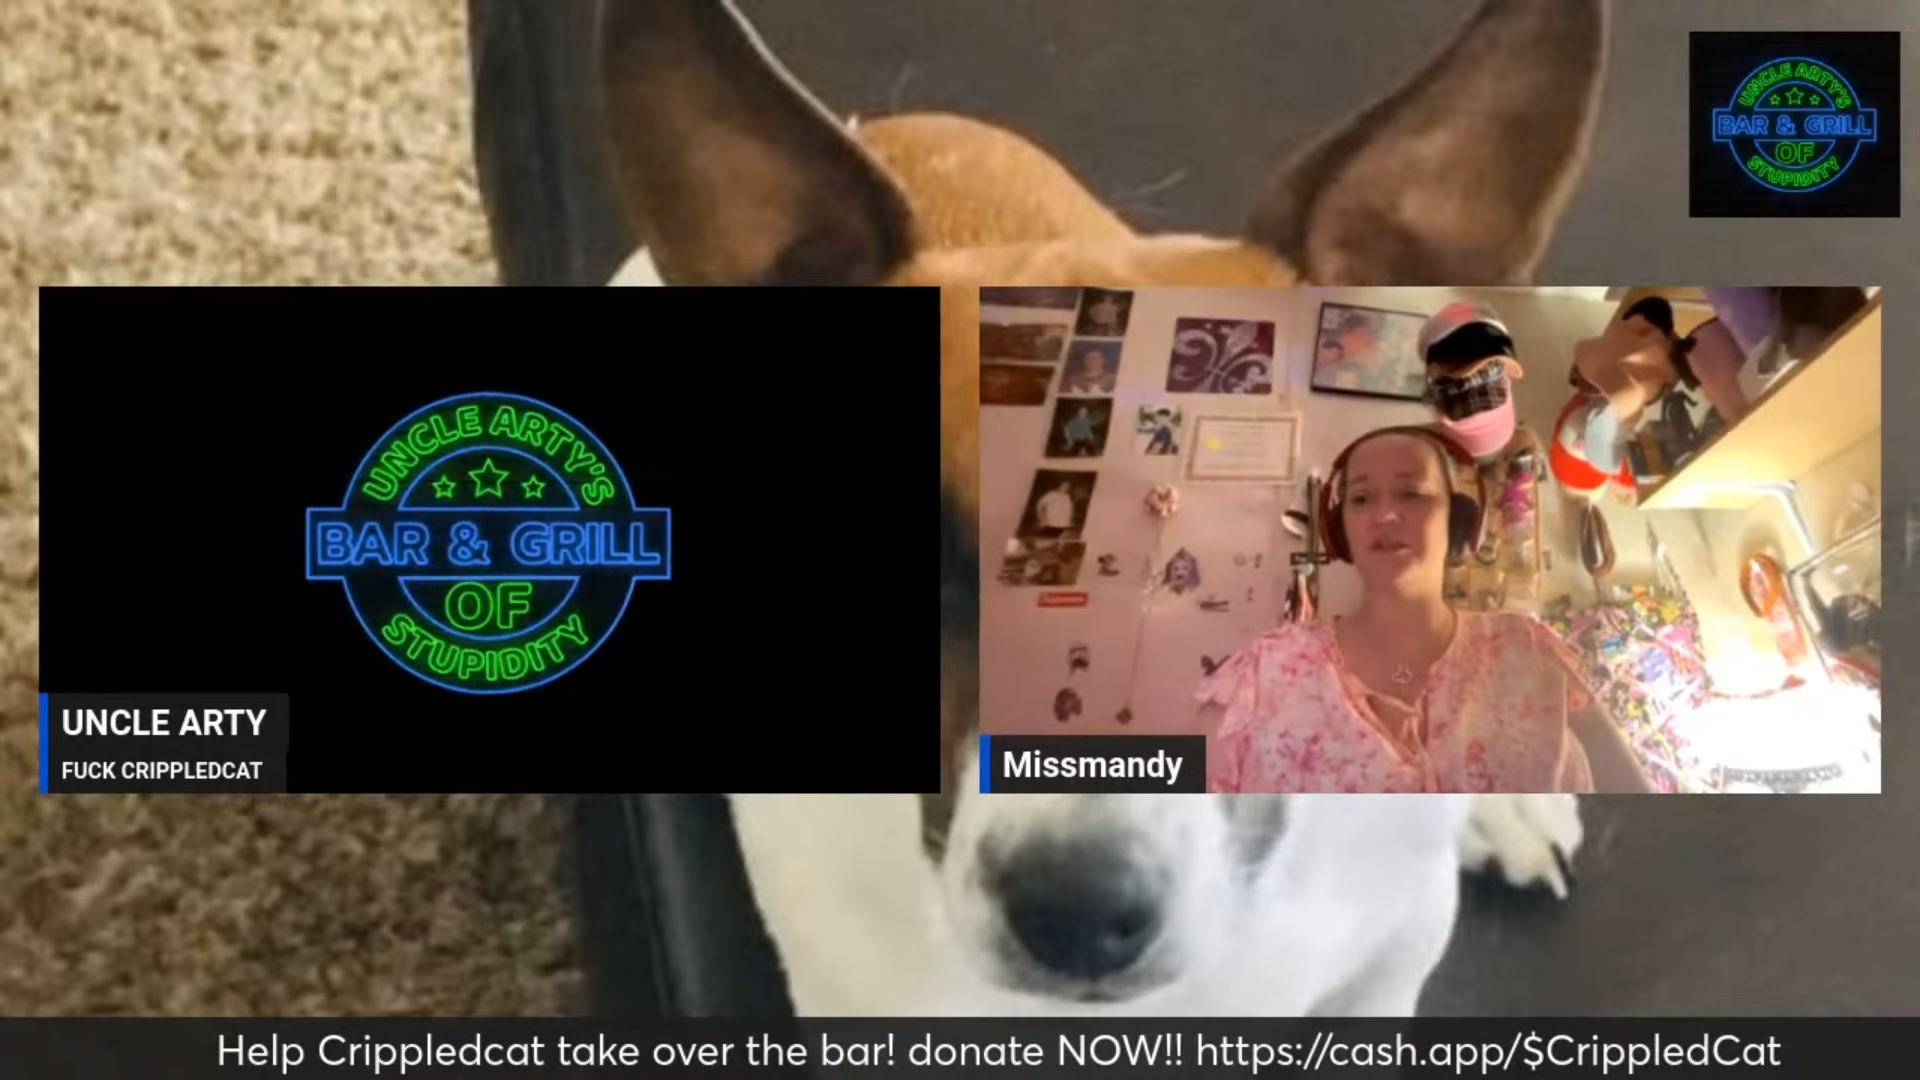 UNCLE ARTY'S
BAR & GRILL
OF
STUPIDITY
UNCLE ARTY'S
BAR & GRILL
OF
STUPIDITY
UNCLE ARTY
FUCK CRIPPLEDCAT
Supreme
Missmandy
Help Crippledcat take over the bar! donate NOW!! https://cash.app/$CrippledCat